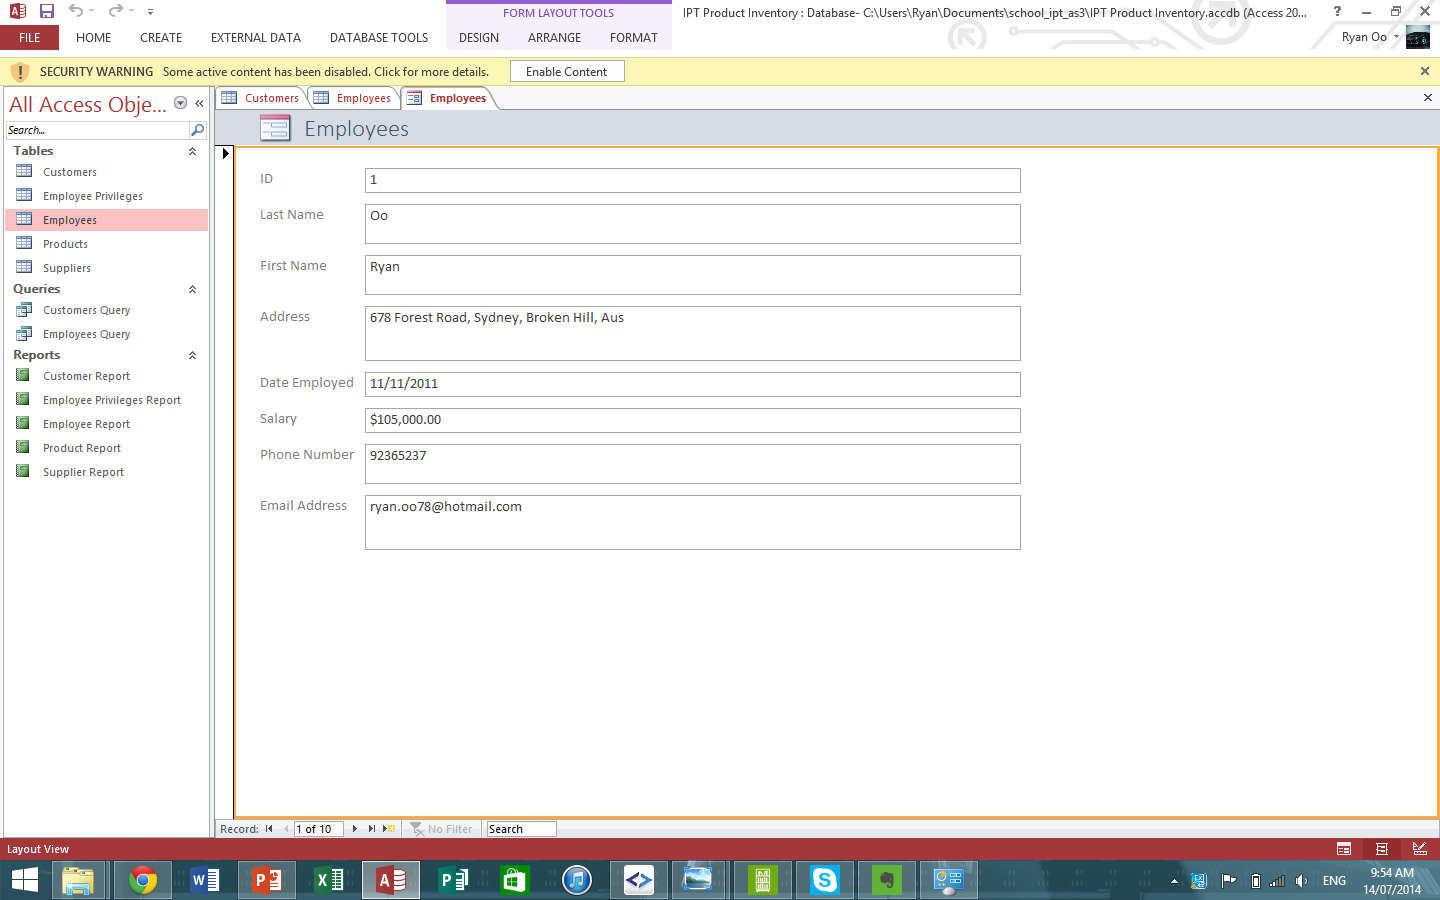 FORM LAYOUT TOOLS
IPT Product Inventory : Database- C:\Users\Ryan\Documents\school_ipt_as3\IPT Product Inventory.accdb (Access 20...
?
FILE HOME CREATE EXTERNAL DATA DATABASE TOOLS DESIGN ARRANGE FORMAT
Ryan Oo
SECURITY WARNING Some active content has been disabled. Click for more details. Enable Content
All Access Obje...
Search...
Tables
Customers
Employee Privileges
Employees
Products
Suppliers
Queries
Customers Query
Employees Query
Reports
Customer Report
Employee Privileges Report
Employee Report
Product Report
Supplier Report
Customers Employees Employees
Employees
ID 1
Last Name Oo
First Name Ryan
Address 678 Forest Road, Sydney, Broken Hill, Aus
Date Employed 11/11/2011
Salary $105,000.00
Phone Number 92365237
Email Address ryan.oo78@hotmail.com
Record: 1 of 10 No Filter Search
Layout View
ENG
9:54 AM
14/07/2014